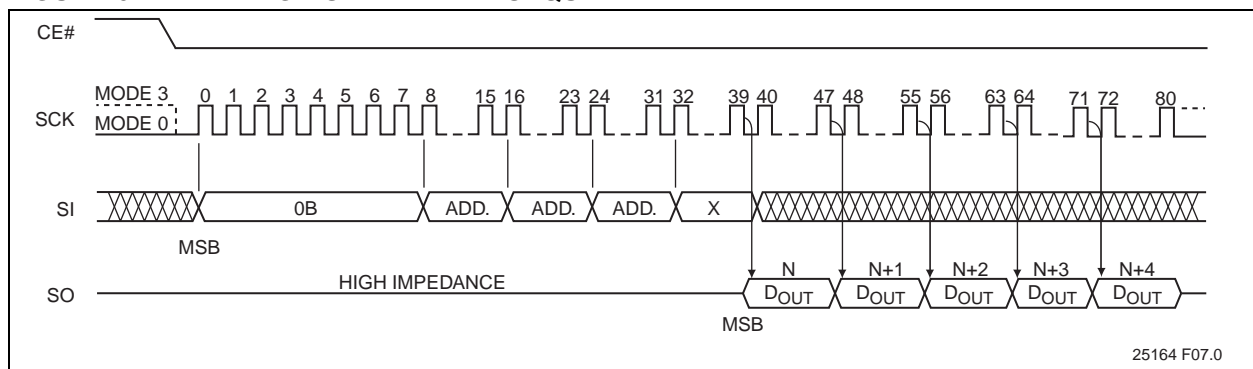 CE#
MODE 3
SCK
MODE 0
0 1 2 3 4 5 6 7 8 15 16 23 24 31 32 39 40 47 48 55 56 63 64 71 72 80
SI
0B ADD. ADD. ADD. X
MSB
SO
HIGH IMPEDANCE
N N+1 N+2 N+3 N+4
DOUT DOUT DOUT DOUT DOUT
MSB
25164 F07.0